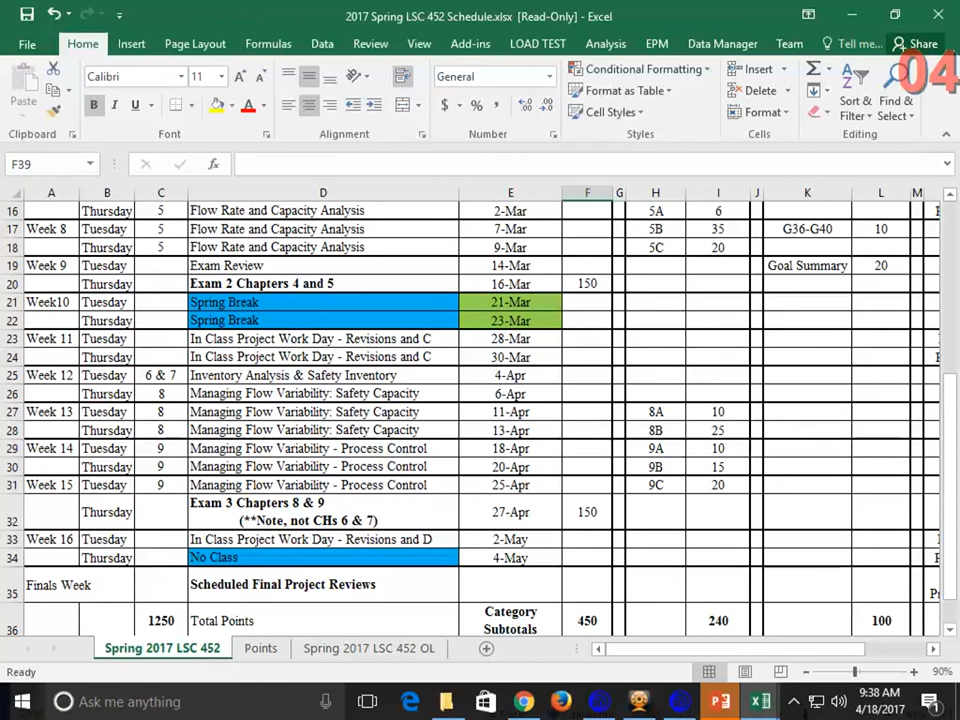 2017 Spring LSC 452 Schedule.xlsx [Read-Only] - Excel
File Home Insert Page Layout Formulas Data Review View Add-ins LOAD TEST Analysis EPM Data Manager Team Tell me... Share
04
Calibri 11 General Conditional Formatting Insert
Format as Table Delete
Paste B I U A $ % Cell Styles Format Sort & Filter Find & Select
Clipboard Font Alignment Number Styles Cells Editing
F39 fx
A B C D E F G H I J K L M
16 Thursday 5 Flow Rate and Capacity Analysis 2-Mar 5A 6
17 Week 8 Tuesday 5 Flow Rate and Capacity Analysis 7-Mar 5B 35 G36-G40 10
18 Thursday 5 Flow Rate and Capacity Analysis 9-Mar 5C 20
19 Week 9 Tuesday Exam Review 14-Mar Goal Summary 20
20 Thursday Exam 2 Chapters 4 and 5 16-Mar 150
21 Week10 Tuesday Spring Break 21-Mar
22 Thursday Spring Break 23-Mar
23 Week 11 Tuesday In Class Project Work Day - Revisions and C 28-Mar
24 Thursday In Class Project Work Day - Revisions and C 30-Mar
25 Week 12 Tuesday 6 & 7 Inventory Analysis & Safety Inventory 4-Apr
26 Thursday 8 Managing Flow Variability: Safety Capacity 6-Apr
27 Week 13 Tuesday 8 Managing Flow Variability: Safety Capacity 11-Apr 8A 10
28 Thursday 8 Managing Flow Variability: Safety Capacity 13-Apr 8B 25
29 Week 14 Tuesday 9 Managing Flow Variability - Process Control 18-Apr 9A 10
30 Thursday 9 Managing Flow Variability - Process Control 20-Apr 9B 15
31 Week 15 Tuesday 9 Managing Flow Variability - Process Control 25-Apr 9C 20
32 Thursday Exam 3 Chapters 8 & 9 27-Apr 150
(**Note, not CHs 6 & 7)
33 Week 16 Tuesday In Class Project Work Day - Revisions and D 2-May
34 Thursday No Class 4-May
35 Finals Week Scheduled Final Project Reviews
36 1250 Total Points Category Subtotals 450 240 100
Spring 2017 LSC 452 Points Spring 2017 LSC 452 OL
Ready 90%
Ask me anything 9:38 AM
4/18/2017